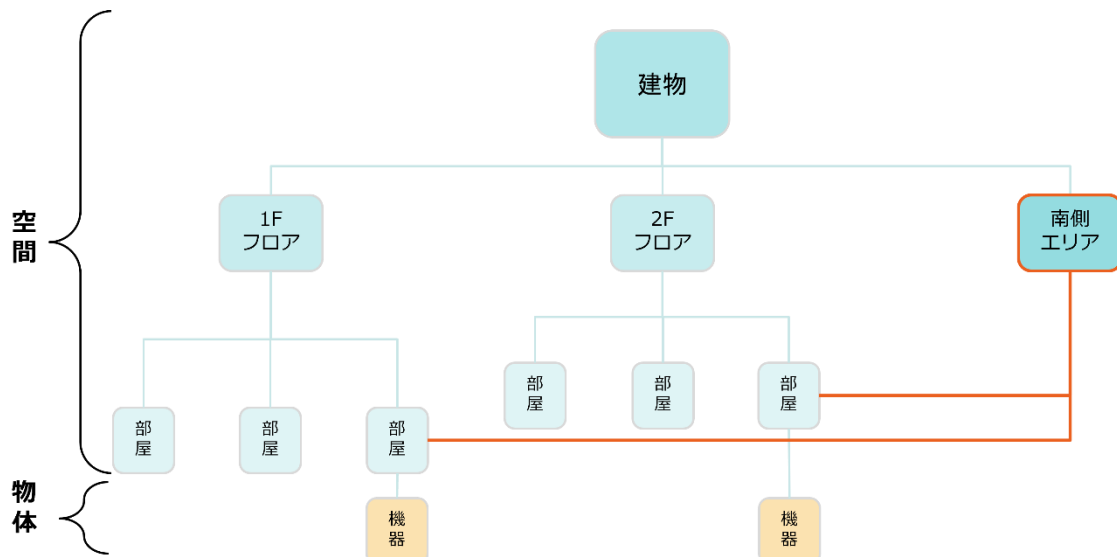 建物
1F
フロア
2F
フロア
南側
エリア
空
間
部
屋
部
屋
部
屋
部
屋
部
屋
部
屋
物
体
機
器
機
器